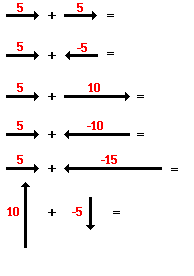 5 + 5 =
5 + -5 =
5 + 10 =
5 + -10 =
5 + -15 =
10 + -5 =